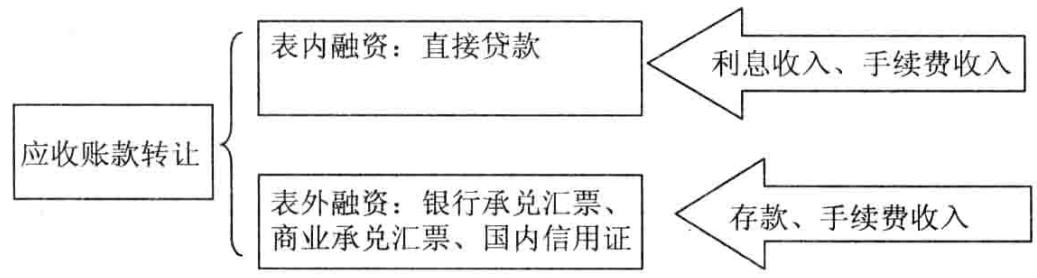 表内融资：直接贷款
利息收入、手续费收入
应收账款转让
表外融资：银行承兑汇票、
商业承兑汇票、国内信用证
存款、手续费收入